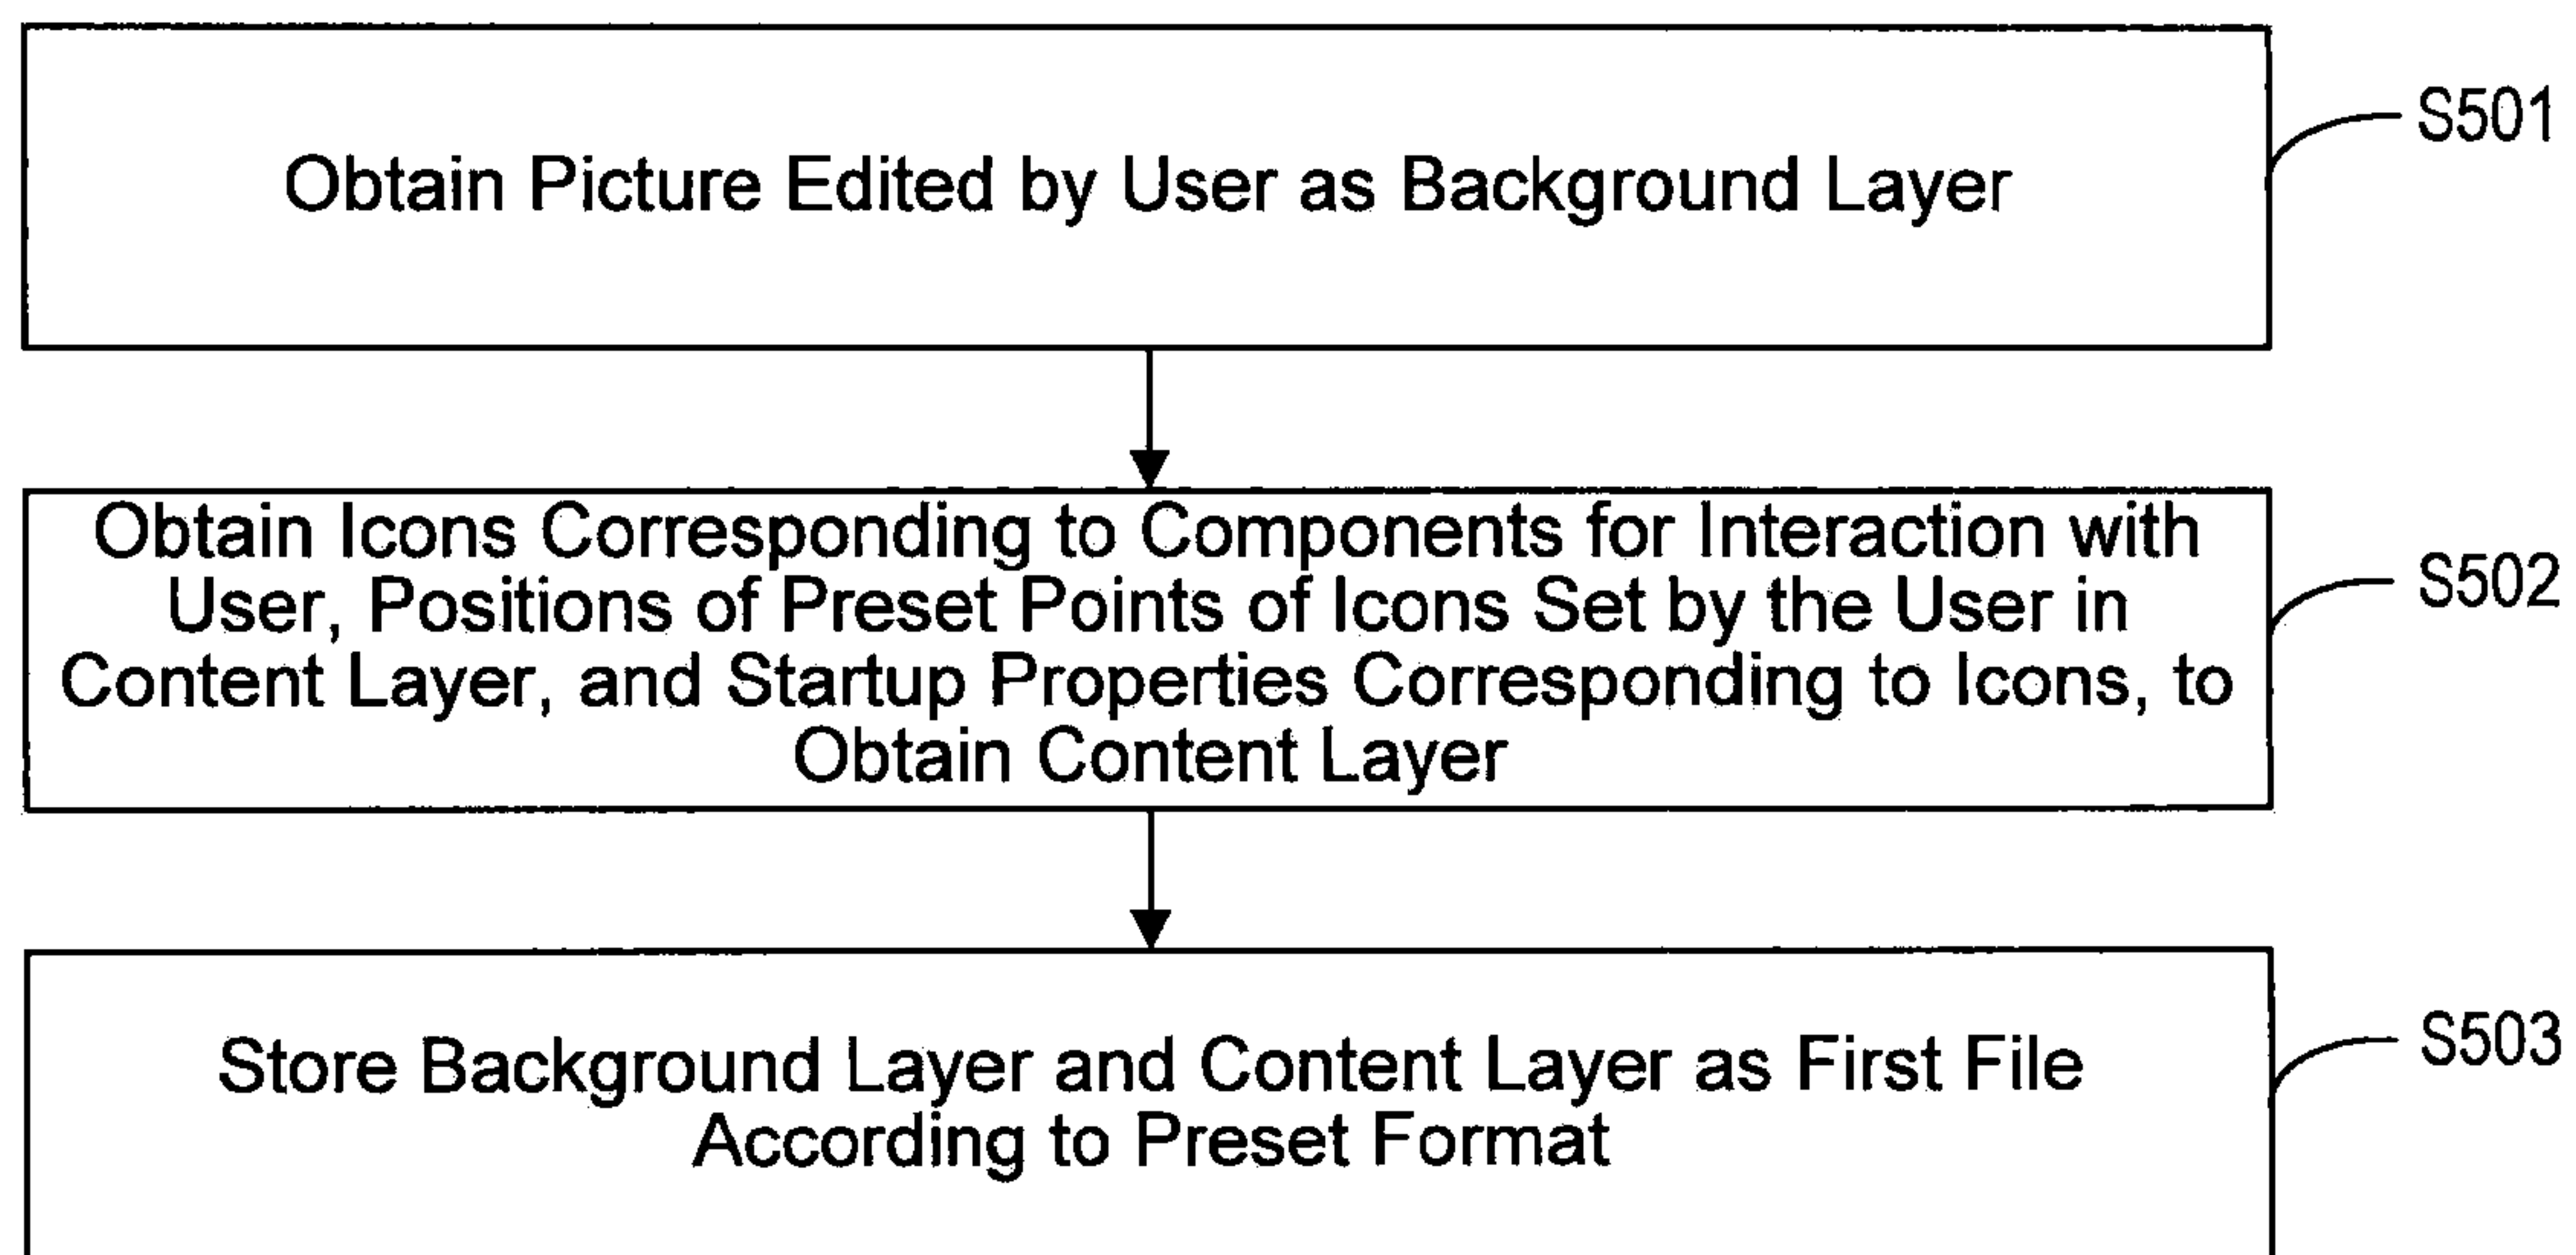 Obtain Picture Edited by User as Background Layer
S501
Obtain Icons Corresponding to Components for Interaction with
User, Positions of Preset Points of Icons Set by the User in
Content Layer, and Startup Properties Corresponding to Icons, to
Obtain Content Layer
S502
Store Background Layer and Content Layer as First File
According to Preset Format
S503